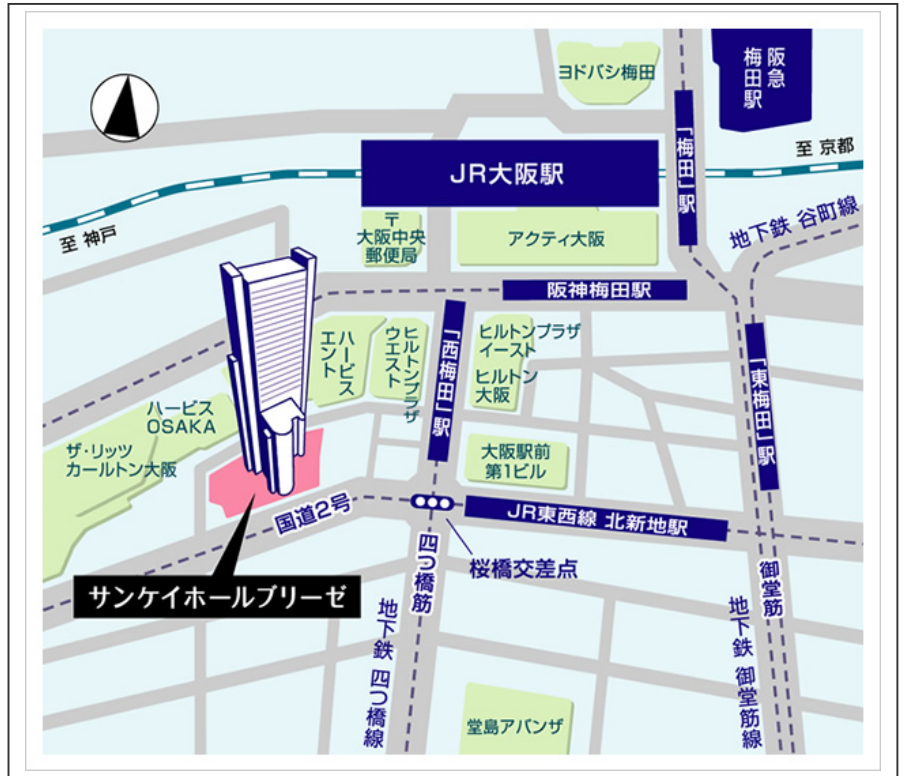 ヨドバシ梅田
阪急
梅田駅
「梅田」駅
至 京都
JR大阪駅
至 神戸
〒
大阪中央
郵便局
アクティ大阪
地下鉄 谷町線
阪神梅田駅
ハービス
エント
ヒルトンプラザ
ウエスト
「西梅田」駅
ヒルトンプラザ
イースト
ヒルトン
大阪
「東梅田」駅
ハービス
OSAKA
ザ・リッツ
カールトン大阪
大阪駅前
第1ビル
国道2号
JR東西線 北新地駅
桜橋交差点
サンケイホールブリーゼ
四つ橋筋
地下鉄 四つ橋線
御堂筋
地下鉄 御堂筋線
堂島アバンザ